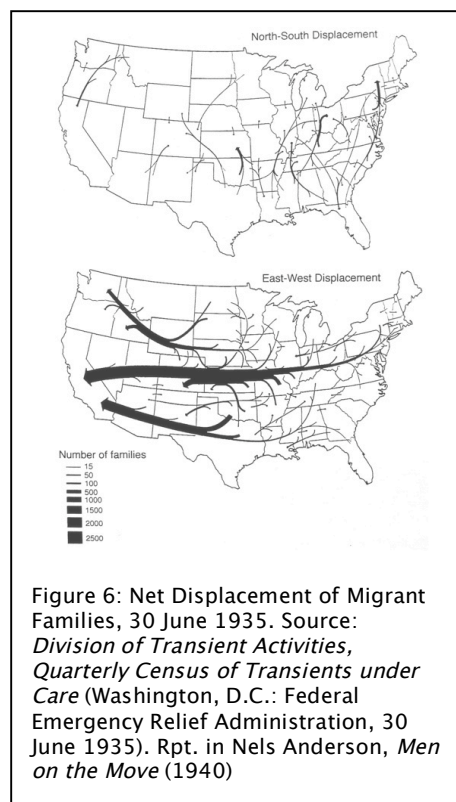 North-South Displacement
East-West Displacement
Number of families
15
50
100
500
1000
1500
2000
2500
Figure 6: Net Displacement of Migrant
Families, 30 June 1935. Source:
Division of Transient Activities,
Quarterly Census of Transients under
Care (Washington, D.C.: Federal
Emergency Relief Administration, 30
June 1935). Rpt. in Nels Anderson, Men
on the Move (1940)